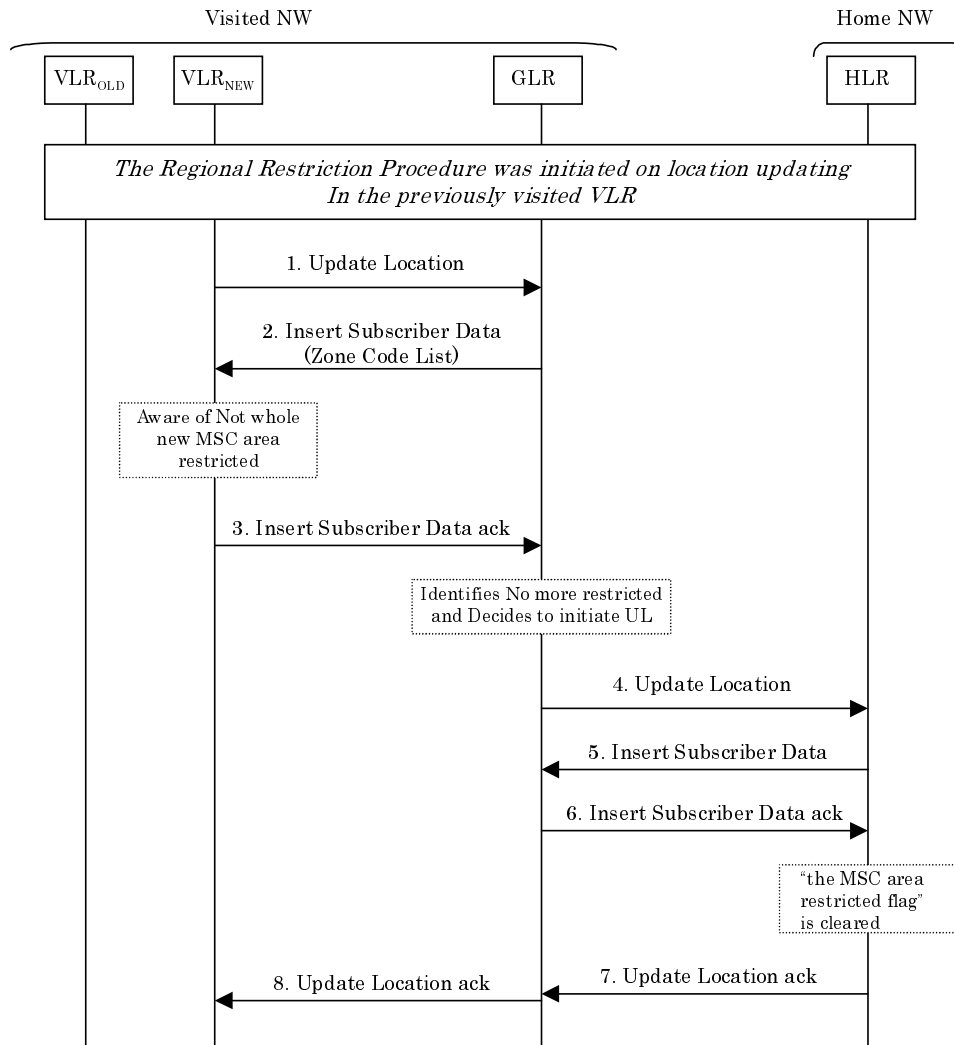 Visited NW
Home NW
VLR OLD
VLR NEW
GLR
HLR
The Regional Restriction Procedure was initiated on location updating
In the previously visited VLR
1. Update Location
2. Insert Subscriber Data
(Zone Code List)
Aware of Not whole
new MSC area
restricted
3. Insert Subscriber Data ack
Identifies No more restricted
and Decides to initiate UL
4. Update Location
5. Insert Subscriber Data
6. Insert Subscriber Data ack
“the MSC area
restricted flag”
is cleared
7. Update Location ack
8. Update Location ack